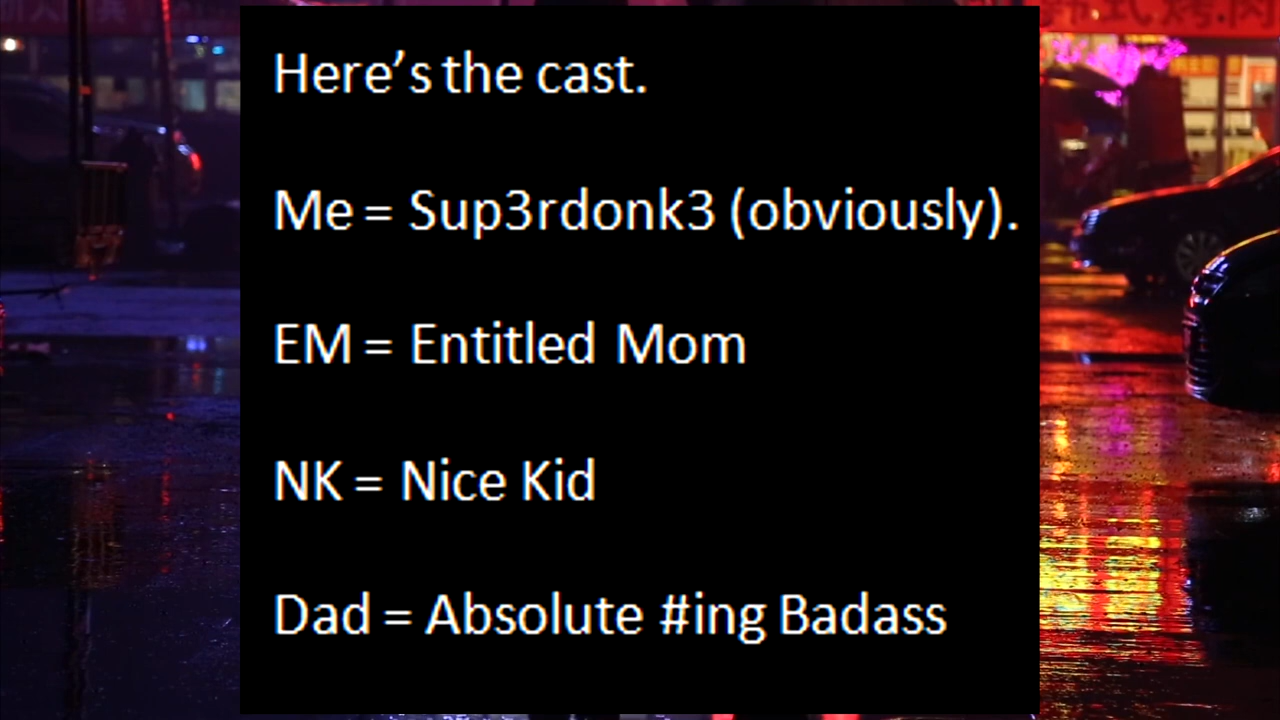 Here’s the cast.
Me = Sup3rdonk3 (obviously).
EM = Entitled Mom
NK = Nice Kid
Dad = Absolute #ing Badass